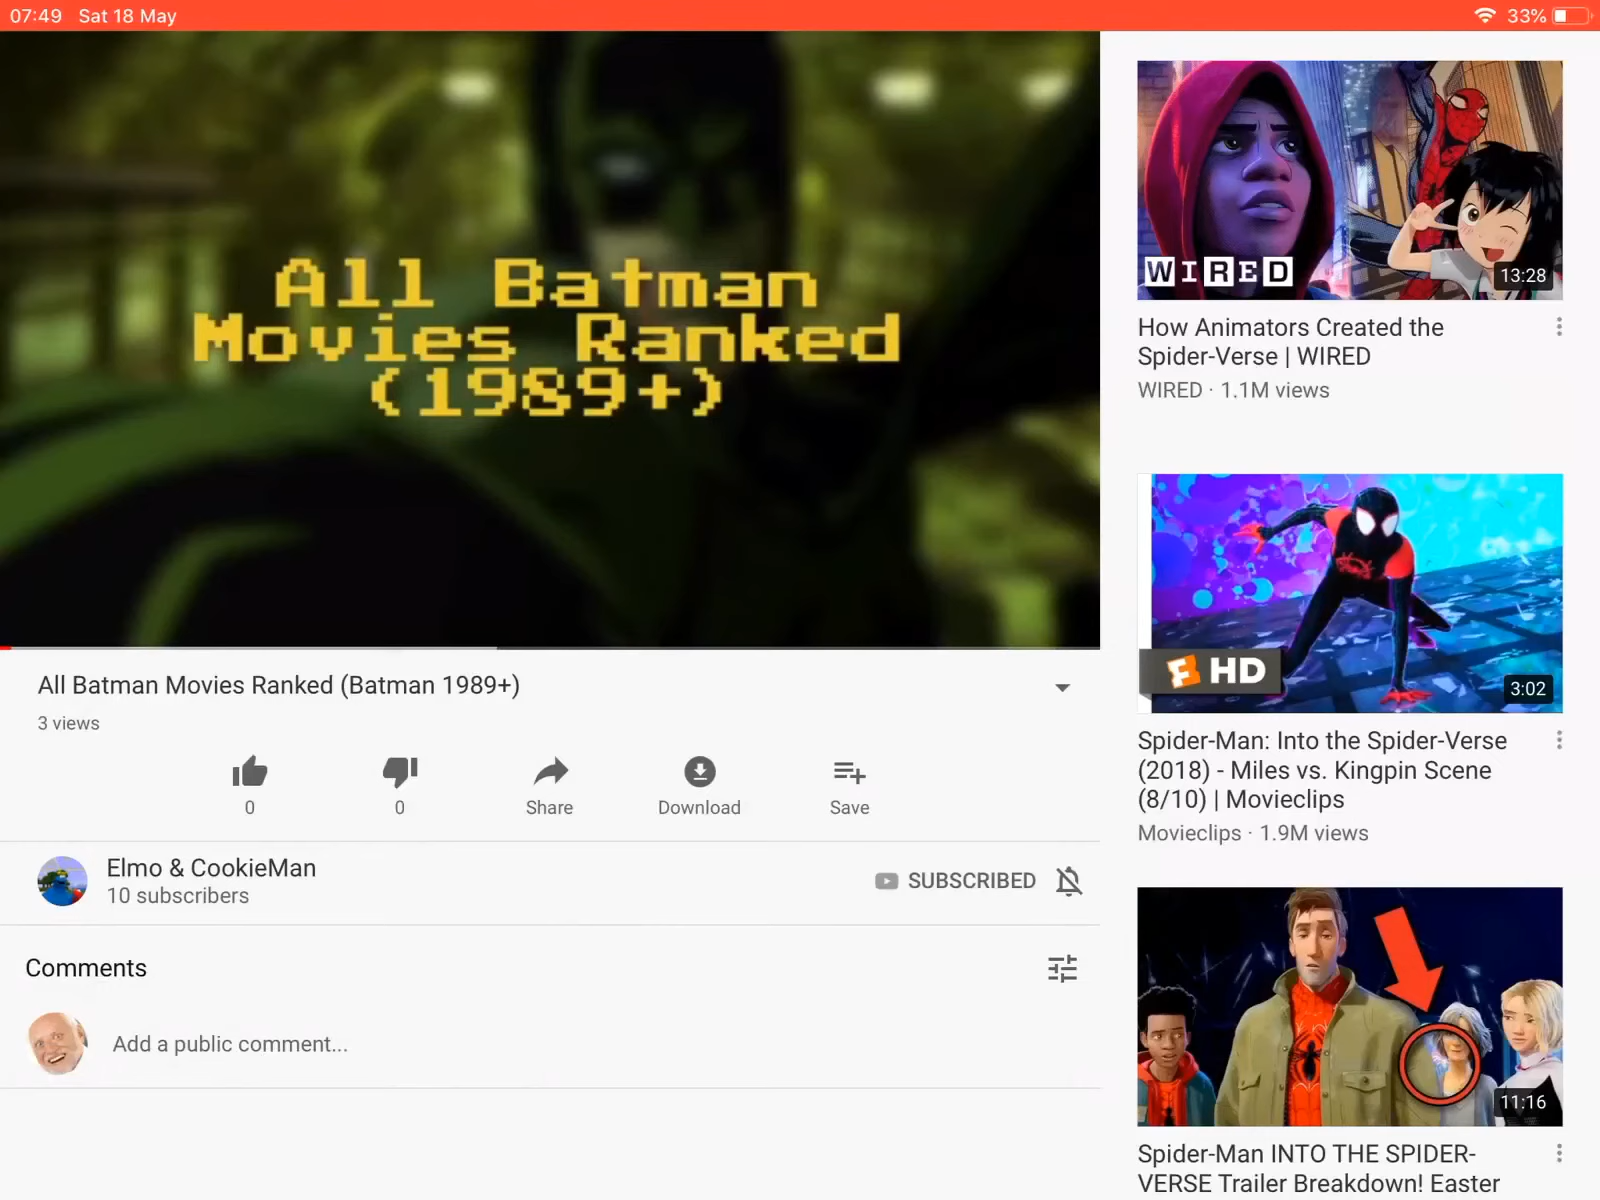 07:49 Sat 18 May
33%
All Batman
Movies Ranked
(1989+)
All Batman Movies Ranked (Batman 1989+)
3 views
0
0
Share
Download
Save
Elmo & CookieMan
10 subscribers
SUBSCRIBED
Comments
Add a public comment...
WIRED
13:28
How Animators Created the
Spider-Verse | WIRED
WIRED · 1.1M views
F HD
3:02
Spider-Man: Into the Spider-Verse
(2018) - Miles vs. Kingpin Scene
(8/10) | Movieclips
Movieclips · 1.9M views
11:16
Spider-Man INTO THE SPIDER-
VERSE Trailer Breakdown! Easter